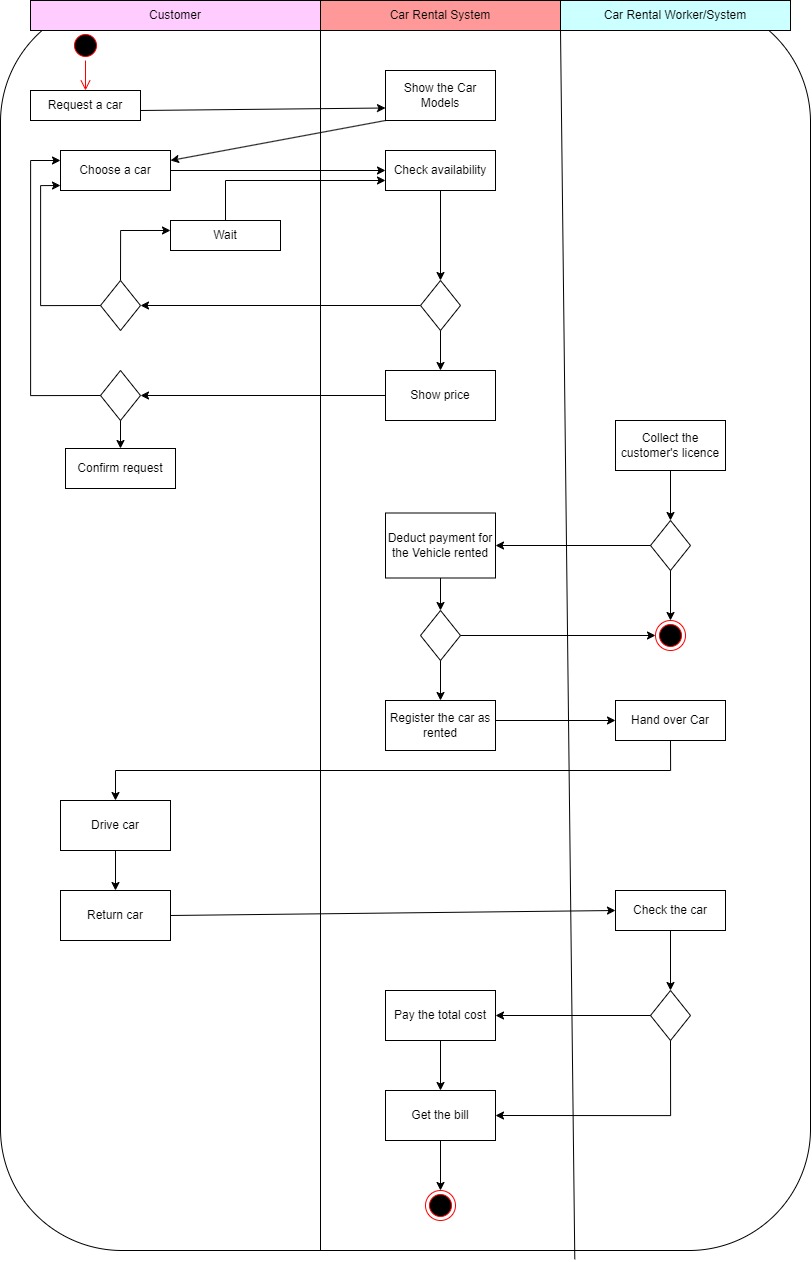 Customer
Car Rental System
Car Rental Worker/System
Request a car
Show the Car
Models
Choose a car
Check availability
Wait
Show price
Confirm request
Collect the
customer's licence
Deduct payment for
the Vehicle rented
Register the car as
rented
Hand over Car
Drive car
Return car
Check the car
Pay the total cost
Get the bill